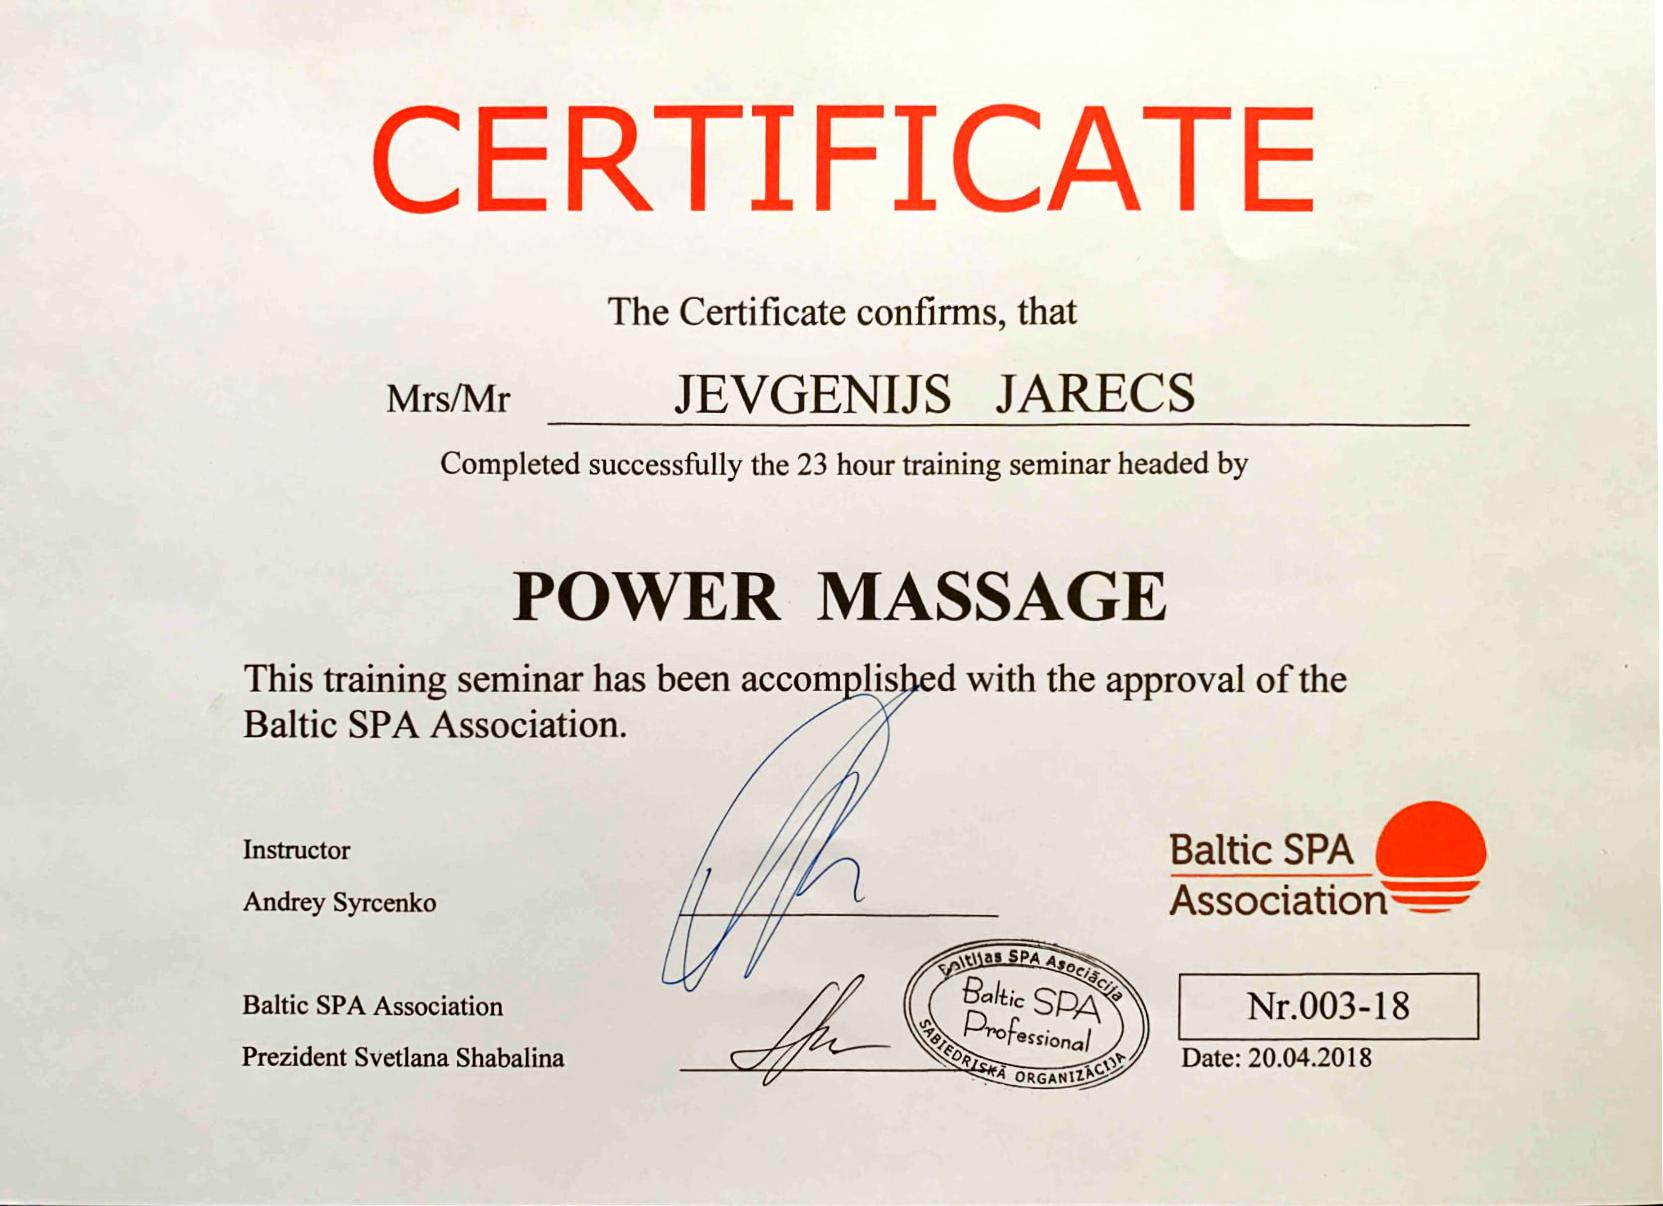 CERTIFICATE
The Certificate confirms, that
Mrs/Mr JEVGENIJS JARECS
Completed successfully the 23 hour training seminar headed by
POWER MASSAGE
This training seminar has been accomplished with the approval of the
Baltic SPA Association.
Instructor
Andrey Syrcenko
Baltic SPA
Association
Baltic SPA Association
Prezident Svetlana Shabalina
Baltijas SPA Asociācija
Baltic SPA
Professional
SABIEDRISKĀ ORGANIZĀCIJA
Nr.003-18
Date: 20.04.2018